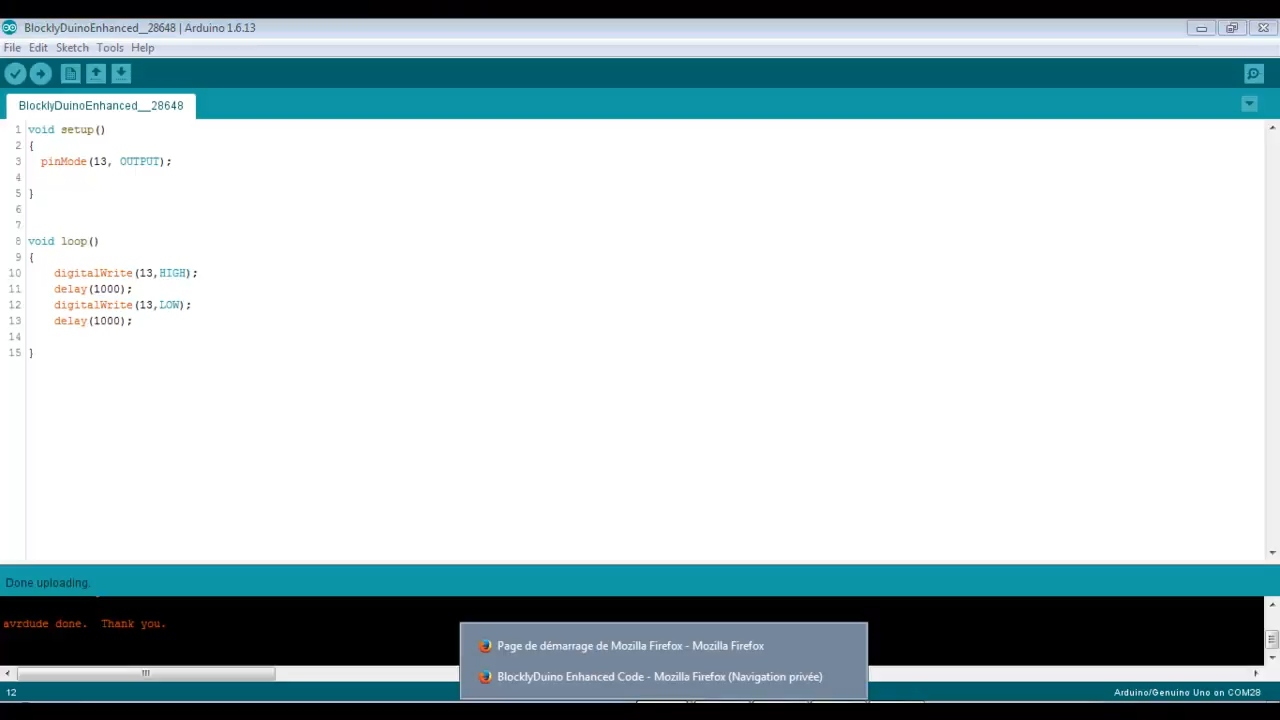 BlocklyDuinoEnhanced__28648 | Arduino 1.6.13
File Edit Sketch Tools Help
BlocklyDuinoEnhanced__28648
1 void setup()
2 {
3 pinMode(13, OUTPUT);
4
5 }
6
7
8 void loop()
9 {
10 digitalWrite(13,HIGH);
11 delay(1000);
12 digitalWrite(13,LOW);
13 delay(1000);
14
15 }
Done uploading.
avrdude done.  Thank you.
Page de démarrage de Mozilla Firefox - Mozilla Firefox
BlocklyDuino Enhanced Code - Mozilla Firefox (Navigation privée)
12 Arduino/Genuino Uno on COM28